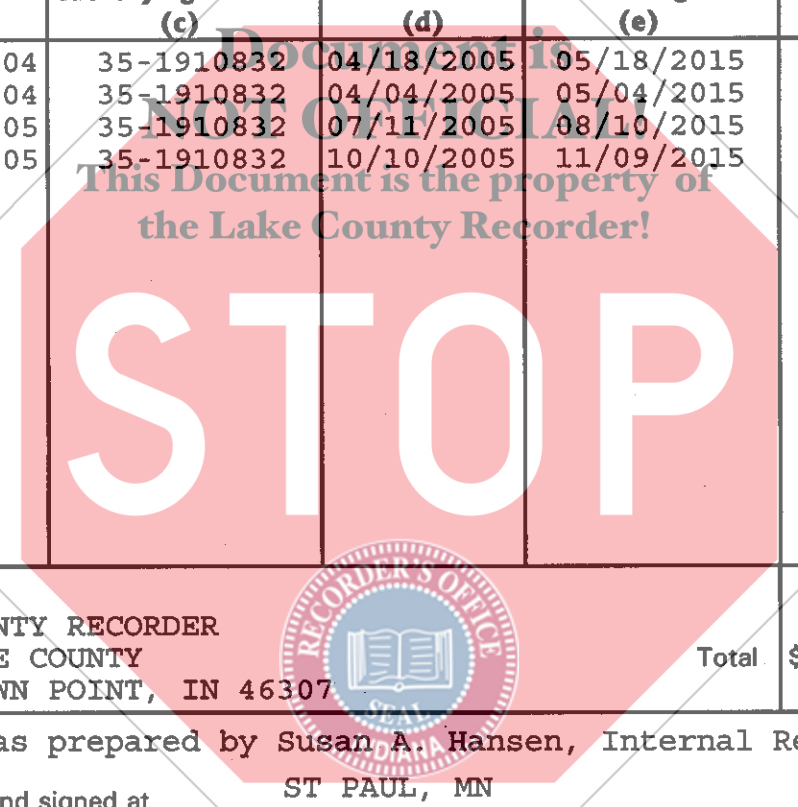 (c) (d) (e)
Document is
04 35-1910832 04/18/2005 05/18/2015
04 35-1910832 04/04/2005 05/04/2015
NOT OFFICIAL!
05 35-1910832 07/11/2005 08/10/2015
05 35-1910832 10/10/2005 11/09/2015
This Document is the property of
the Lake County Recorder!
STOP
RECORDER'S OFFICE
SEAL
INDIANA
NTY RECORDER
E COUNTY
Total $
WN POINT, IN 46307
as prepared by Susan A. Hansen, Internal Re
ST PAUL, MN
nd signed at